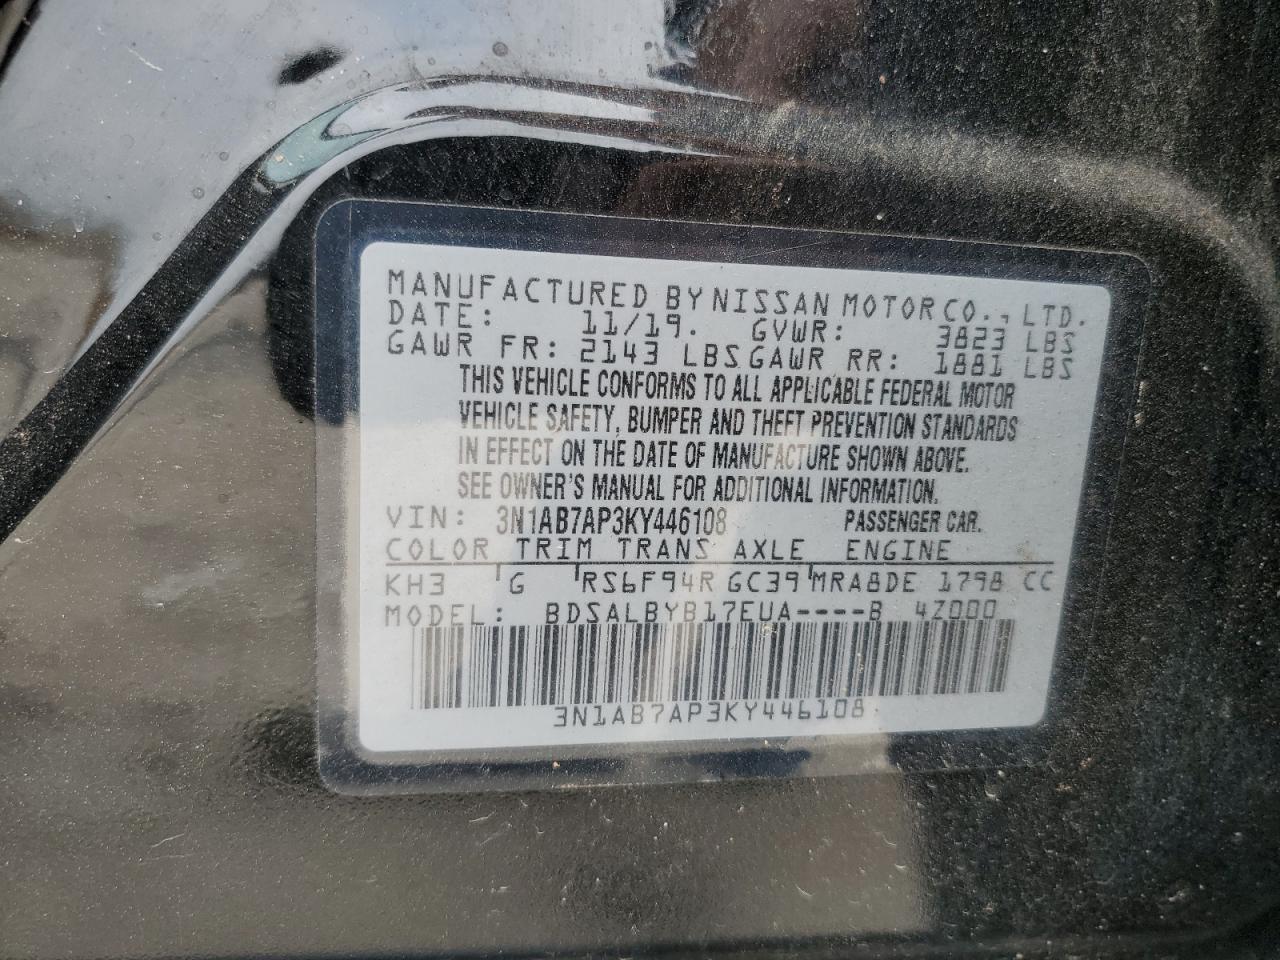 MANUFACTURED BY NISSAN MOTOR CO., LTD.
DATE: 11/19. GVWR: 3823 LBS
GAWR FR: 2143 LBS GAWR RR: 1881 LBS
THIS VEHICLE CONFORMS TO ALL APPLICABLE FEDERAL MOTOR
VEHICLE SAFETY, BUMPER AND THEFT PREVENTION STANDARDS
IN EFFECT ON THE DATE OF MANUFACTURE SHOWN ABOVE.
SEE OWNER'S MANUAL FOR ADDITIONAL INFORMATION.
VIN: 3N1AB7AP3KY446108 PASSENGER CAR.
COLOR TRIM TRANS AXLE ENGINE
KH3 G RS6F94R GC39 MRA8DE 1798 CC
MODEL: BDSALBYB17EUA----B 4Z000
3N1AB7AP3KY446108